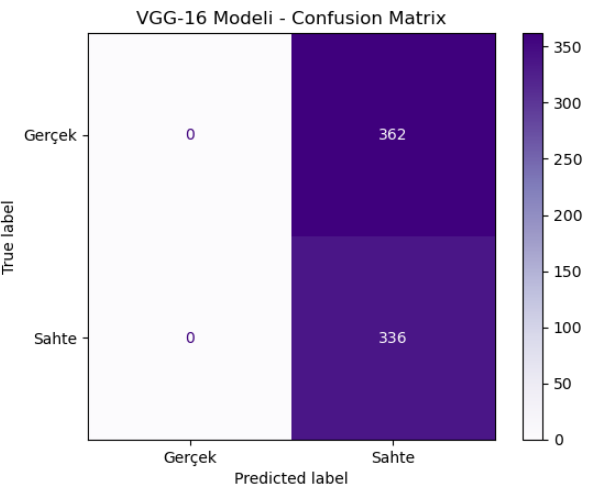 VGG-16 Modeli - Confusion Matrix
True label
Gerçek
0
362
Sahte
0
336
Gerçek
Sahte
Predicted label
350
300
250
200
150
100
50
0